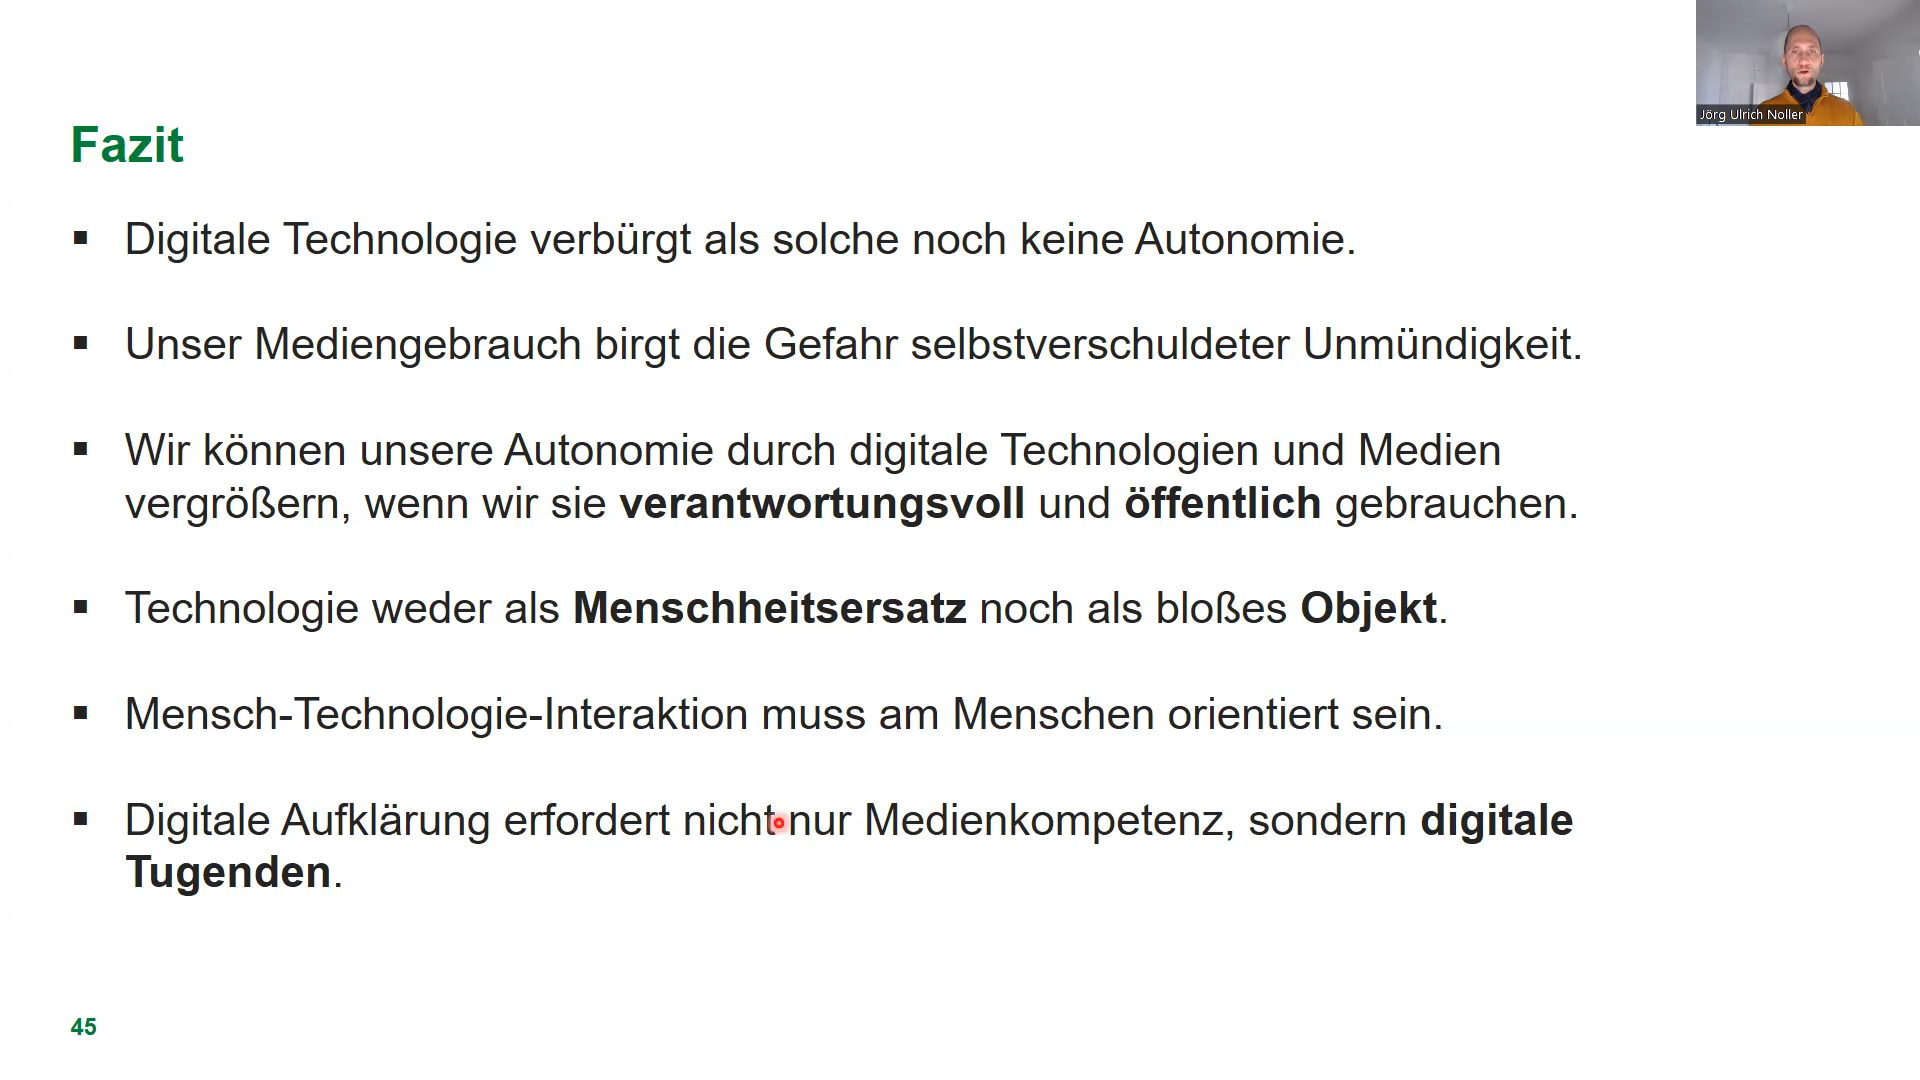 Jörg Ulrich Noller
Fazit
▪ Digitale Technologie verbürgt als solche noch keine Autonomie.
▪ Unser Mediengebrauch birgt die Gefahr selbstverschuldeter Unmündigkeit.
▪ Wir können unsere Autonomie durch digitale Technologien und Medien
vergrößern, wenn wir sie verantwortungsvoll und öffentlich gebrauchen.
▪ Technologie weder als Menschheitsersatz noch als bloßes Objekt.
▪ Mensch-Technologie-Interaktion muss am Menschen orientiert sein.
▪ Digitale Aufklärung erfordert nicht nur Medienkompetenz, sondern digitale
Tugenden.
45